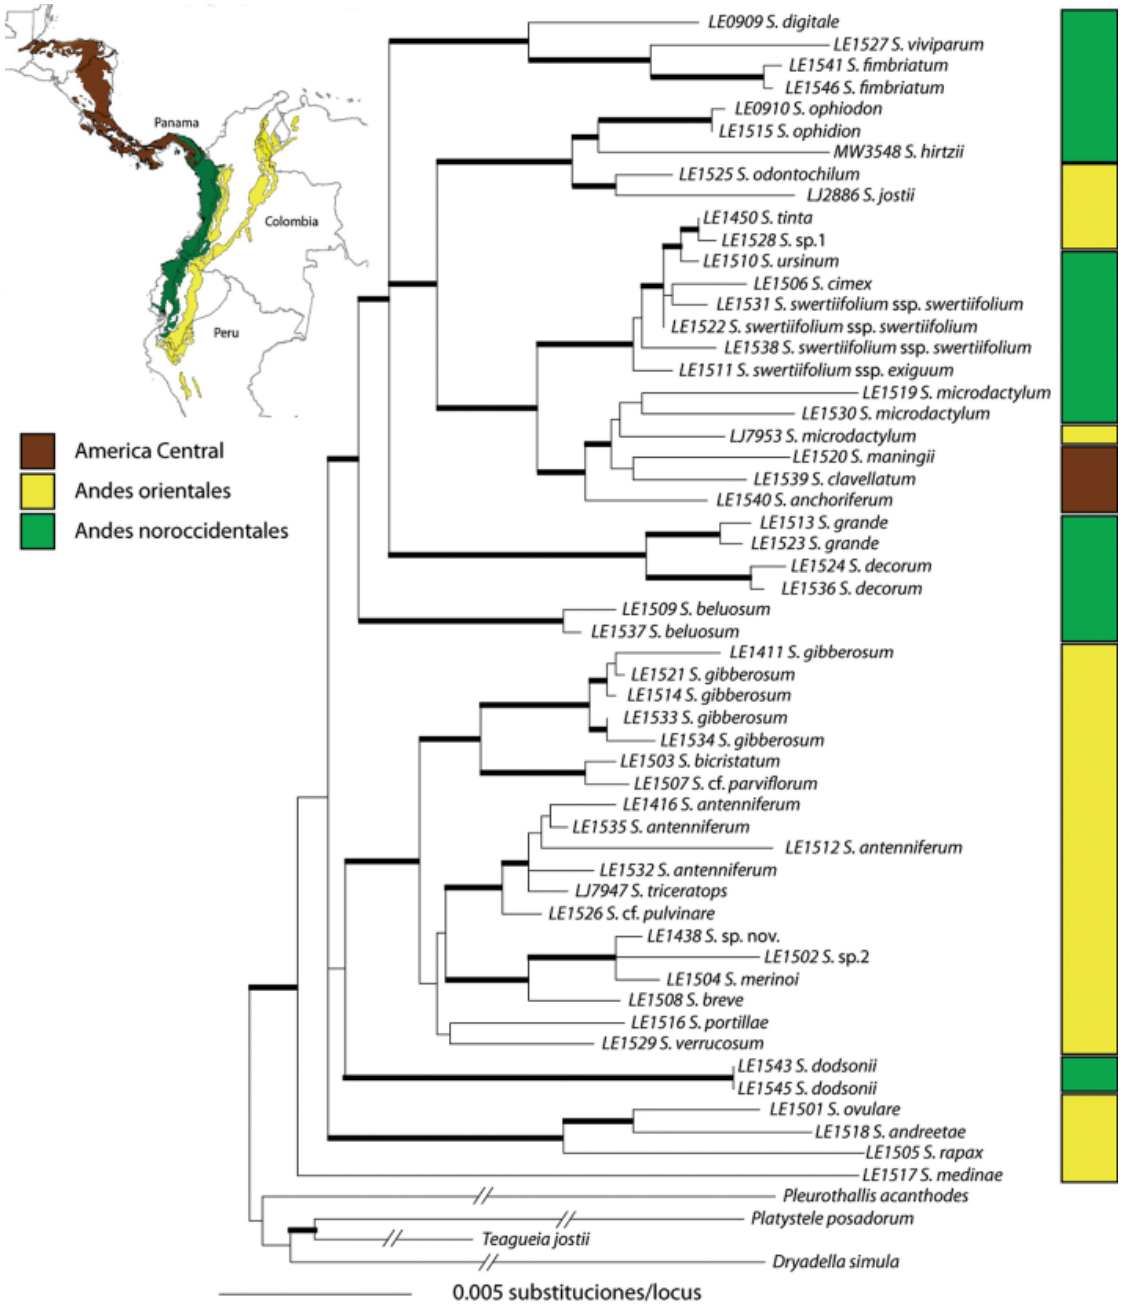 Panama
Colombia
Peru
America Central
Andes orientales
Andes noroccidentales
LE0909 S. digitale
LE1527 S. viviparum
LE1541 S. fimbriatum
LE1546 S. fimbriatum
LE0910 S. ophiodon
LE1515 S. ophidion
MW3548 S. hirtzii
LE1525 S. odontochilum
LJ2886 S. jostii
LE1450 S. tinta
LE1528 S. sp.1
LE1510 S. ursinum
LE1506 S. cimex
LE1531 S. swertiifolium ssp. swertiifolium
LE1522 S. swertiifolium ssp. swertiifolium
LE1538 S. swertiifolium ssp. swertiifolium
LE1511 S. swertiifolium ssp. exiguum
LE1519 S. microdactylum
LE1530 S. microdactylum
LJ7953 S. microdactylum
LE1520 S. maningii
LE1539 S. clavellatum
LE1540 S. anchoriferum
LE1513 S. grande
LE1523 S. grande
LE1524 S. decorum
LE1536 S. decorum
LE1509 S. beluosum
LE1537 S. beluosum
LE1411 S. gibberosum
LE1521 S. gibberosum
LE1514 S. gibberosum
LE1533 S. gibberosum
LE1534 S. gibberosum
LE1503 S. bicristatum
LE1507 S. cf. parviflorum
LE1416 S. antenniferum
LE1535 S. antenniferum
LE1512 S. antenniferum
LE1532 S. antenniferum
LJ7947 S. triceratops
LE1526 S. cf. pulvinare
LE1438 S. sp. nov.
LE1502 S. sp.2
LE1504 S. merinoi
LE1508 S. breve
LE1516 S. portillae
LE1529 S. verrucosum
LE1543 S. dodsonii
LE1545 S. dodsonii
LE1501 S. ovulare
LE1518 S. andreetae
LE1505 S. rapax
LE1517 S. medinae
Pleurothallis acanthodes
Platystele posadorum
Teagueia jostii
Dryadella simula
0.005 substituciones/locus